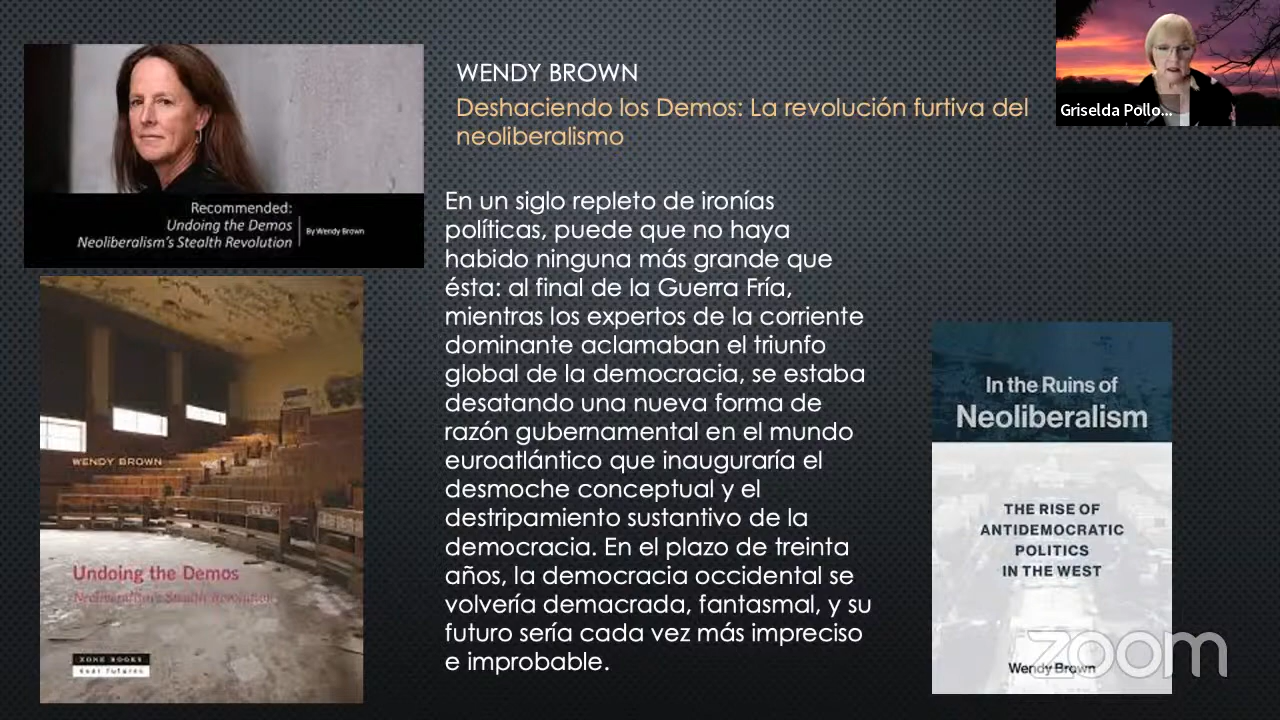 WENDY BROWN
Deshaciendo los Demos: La revolución furtiva del
neoliberalismo
Griselda Pollo...
Recommended:
Undoing the Demos
Neoliberalism's Stealth Revolution
By Wendy Brown
En un siglo repleto de ironías
políticas, puede que no haya
habido ninguna más grande que
ésta: al final de la Guerra Fría,
mientras los expertos de la corriente
dominante aclamaban el triunfo
global de la democracia, se estaba
desatando una nueva forma de
razón gubernamental en el mundo
euroatlántico que inauguraría el
desmoche conceptual y el
destripamiento sustantivo de la
democracia. En el plazo de treinta
años, la democracia occidental se
volvería demacrada, fantasmal, y su
futuro sería cada vez más impreciso
e improbable.
WENDY BROWN
Undoing the Demos
Neoliberalism's Stealth Revolution
ZONE BOOKS
near futures
In the Ruins of
Neoliberalism
THE RISE OF
ANTIDEMOCRATIC
POLITICS
IN THE WEST
Wendy Brown
zoom